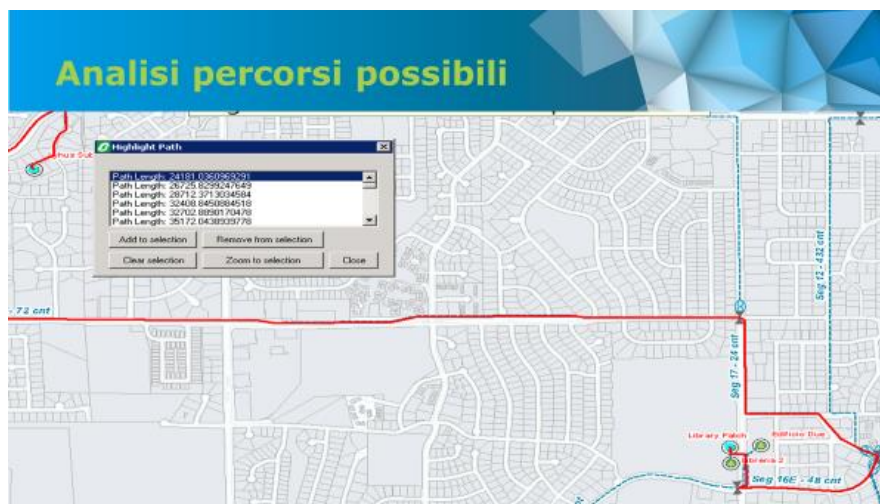 Analisi percorsi possibili
Highlight Path
Path Length: 24181.0360969291
Path Length: 26725.8299247649
Path Length: 28712.3713034584
Path Length: 32408.8450884518
Path Length: 32702.8890170478
Path Length: 35172.0438939778
Add to selection
Remove from selection
Clear selection
Zoom to selection
Close
- 72 cnt
Seg 12 - 432 cnt
Seg 17 - 24 cnt
Library Patch
Edificio Due
Seg 16E - 48 cnt